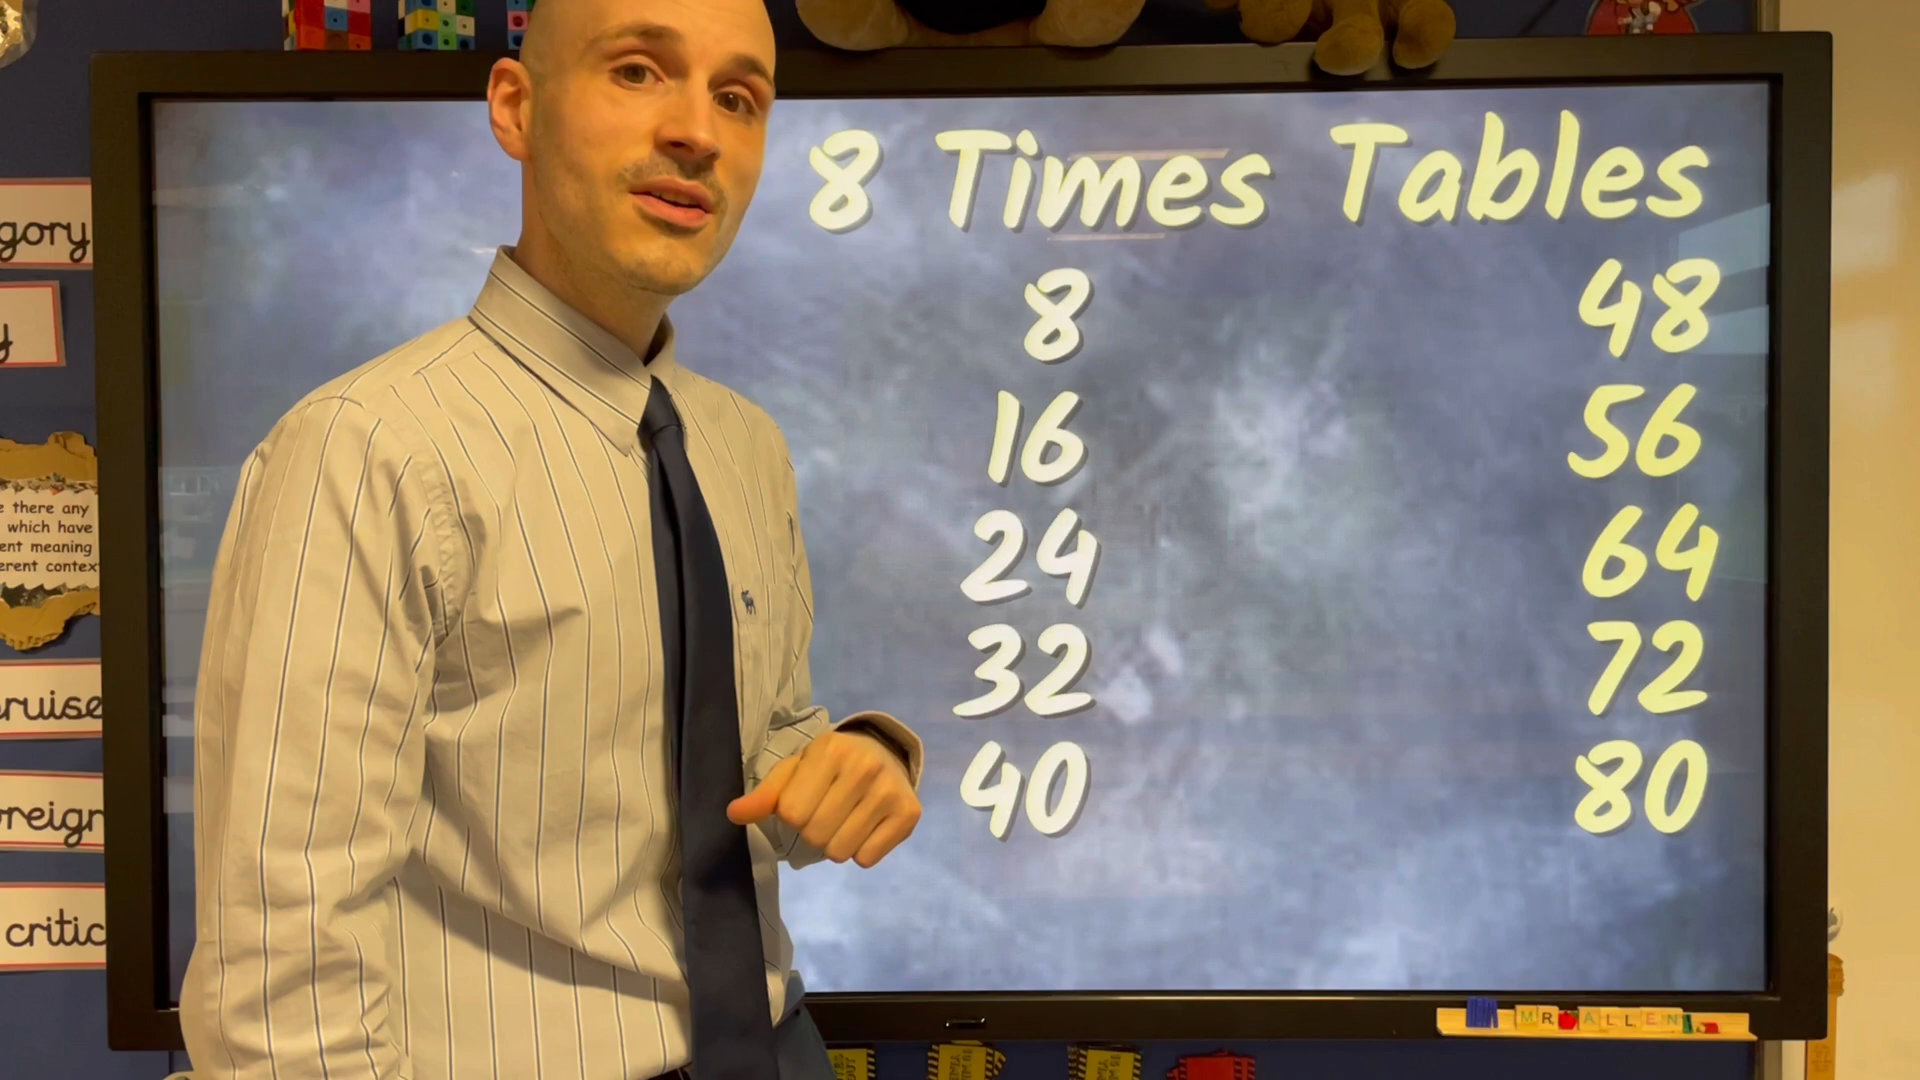 8 Times Tables
8 48
16 56
24 64
32 72
40 80
gory
y
e there any
which have
ent meaning
erent contex
ruise
oreign
critic
MR ALLEN